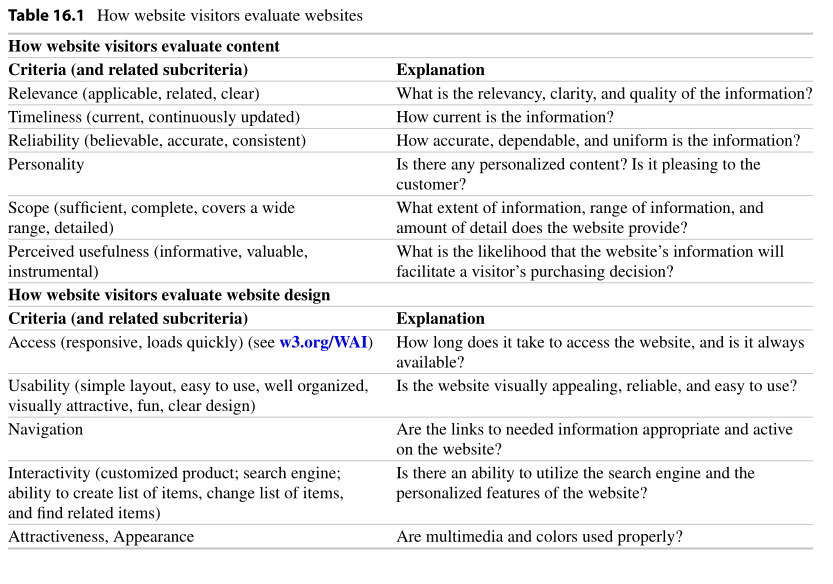 Table 16.1 How website visitors evaluate websites
How website visitors evaluate content
Criteria (and related subcriteria) Explanation
Relevance (applicable, related, clear) What is the relevancy, clarity, and quality of the information?
Timeliness (current, continuously updated) How current is the information?
Reliability (believable, accurate, consistent) How accurate, dependable, and uniform is the information?
Personality Is there any personalized content? Is it pleasing to the
customer?
Scope (sufficient, complete, covers a wide What extent of information, range of information, and
range, detailed) amount of detail does the website provide?
Perceived usefulness (informative, valuable, What is the likelihood that the website’s information will
instrumental) facilitate a visitor’s purchasing decision?
How website visitors evaluate website design
Criteria (and related subcriteria) Explanation
Access (responsive, loads quickly) (see w3.org/WAI) How long does it take to access the website, and is it always
available?
Usability (simple layout, easy to use, well organized, Is the website visually appealing, reliable, and easy to use?
visually attractive, fun, clear design)
Navigation Are the links to needed information appropriate and active
on the website?
Interactivity (customized product; search engine; Is there an ability to utilize the search engine and the
ability to create list of items, change list of items, personalized features of the website?
and find related items)
Attractiveness, Appearance Are multimedia and colors used properly?